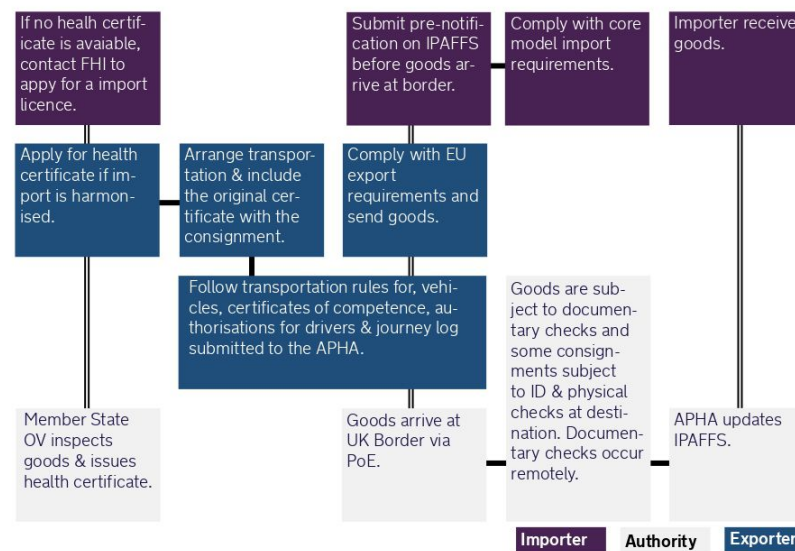 If no healh certif-
icate is avaiable,
contact FHI to
appy for a import
licence.
Submit pre-notif-
ication on IPAFFS
before goods ar-
rive at border.
Comply with core
model import
requirements.
Importer receive
goods.
Apply for health
certificate if im-
port is harmon-
ised.
Arrange transpor-
tation & include
the original cer-
tificate with the
consignment.
Comply with EU
export
requirements and
send goods.
Follow transportation rules for, vehi-
cles, certificates of competence, au-
thorisations for drivers & journey log
submitted to the APHA.
Goods are sub-
ject to documen-
tary checks and
some consign-
ments subject
to ID & physical
checks at desti-
nation. Documen-
tary checks occur
remotely.
Member State
OV inspects
goods & issues
health certificate.
Goods arrive at
UK Border via
PoE.
APHA updates
IPAFFS.
Importer
Authority
Exporter